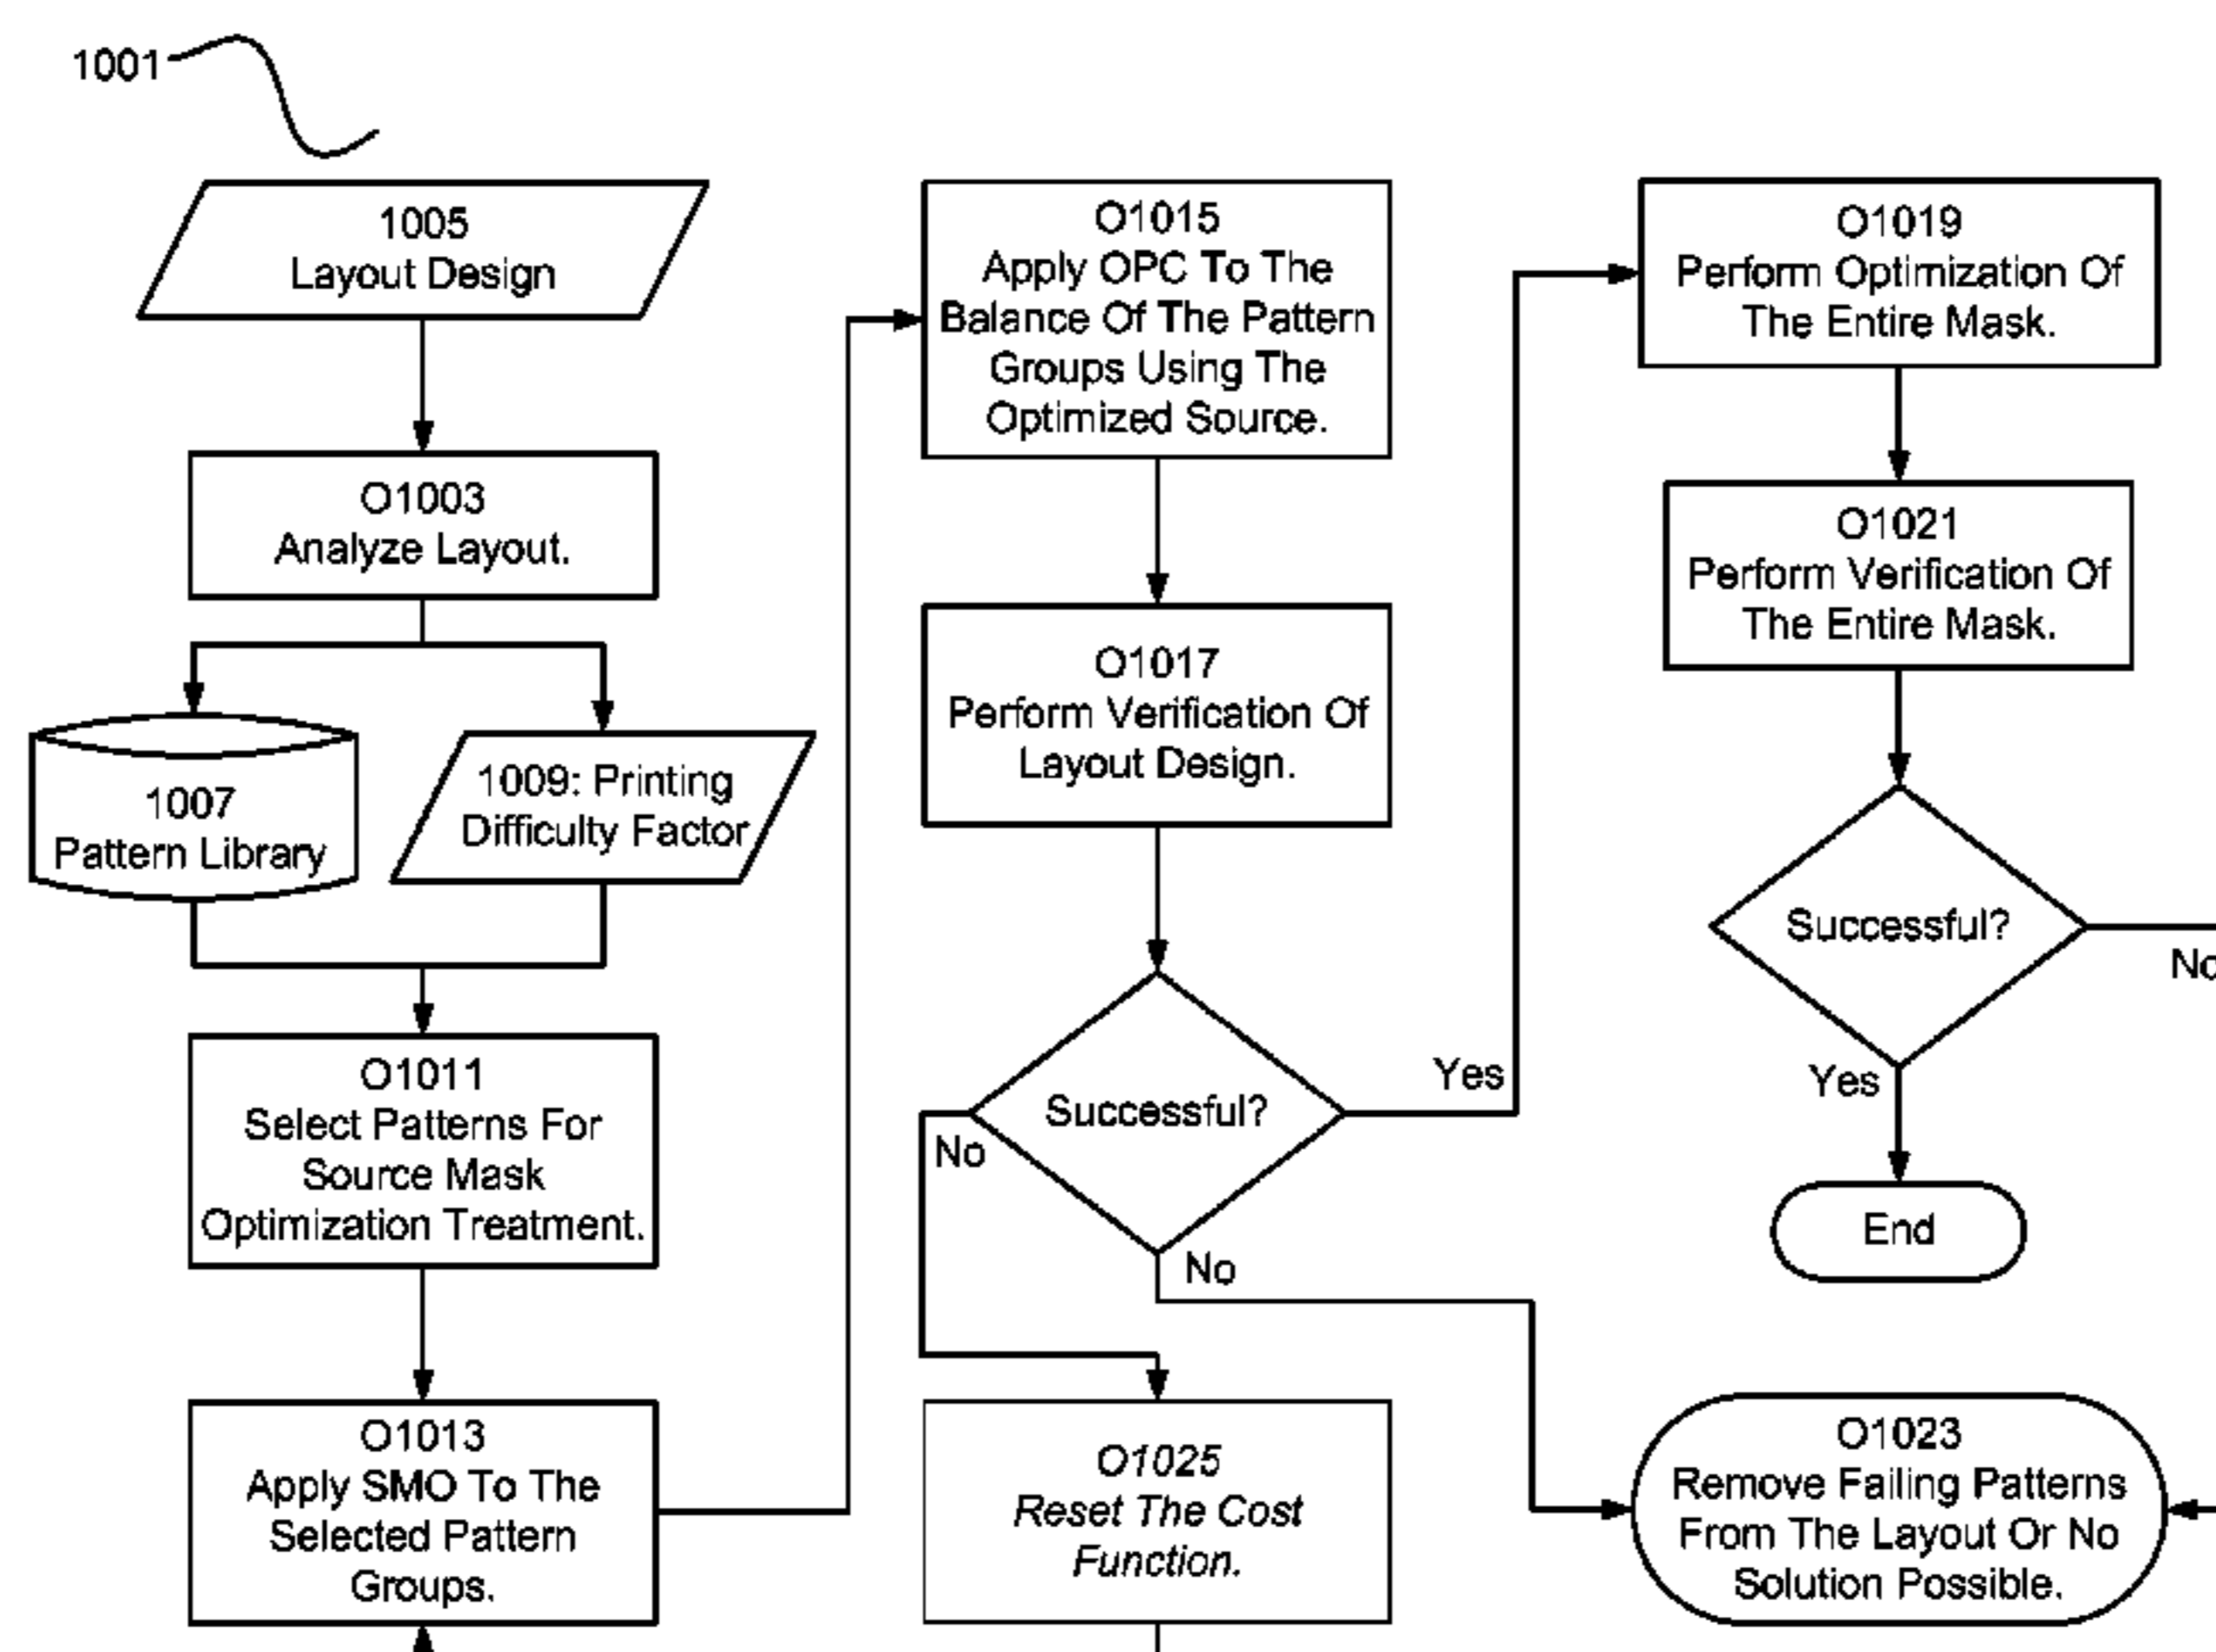 1001
1005
Layout Design
O1003
Analyze Layout.
1007
Pattern Library
1009: Printing
Difficulty Factor
O1011
Select Patterns For
Source Mask
Optimization Treatment.
O1013
Apply SMO To The
Selected Pattern
Groups.
O1015
Apply OPC To The
Balance Of The Pattern
Groups Using The
Optimized Source.
O1017
Perform Verification Of
Layout Design.
Successful?
Yes
No
No
O1025
Reset The Cost
Function.
O1019
Perform Optimization Of
The Entire Mask.
O1021
Perform Verification Of
The Entire Mask.
Successful?
No
Yes
End
O1023
Remove Failing Patterns
From The Layout Or No
Solution Possible.